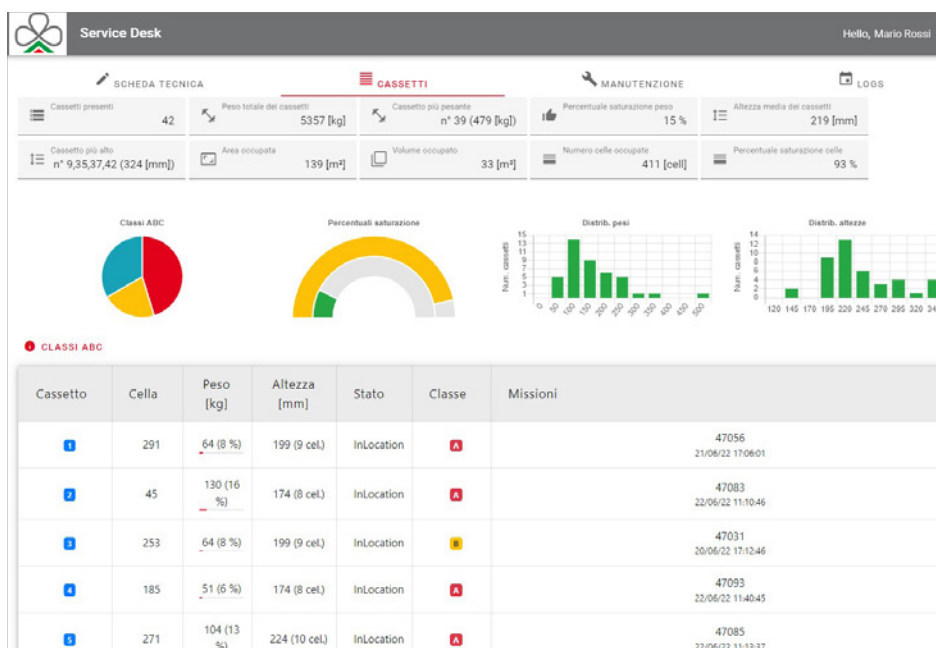 Service Desk
Hello, Mario Rossi
SCHEDA TECNICA
CASSETTI
MANUTENZIONE
LOGS
Cassetti presenti
42
Peso totale dei cassetti
5357 [kg]
Cassetto più pesante
n° 39 (479 [kg])
Percentuale saturazione peso
15 %
Altezza media dei cassetti
219 [mm]
Cassetto più alto
n° 9,35,37,42 (324 [mm])
Area occupata
139 [m²]
Volume occupato
33 [m³]
Numero celle occupate
411 [cell]
Percentuale saturazione celle
93 %
Classi ABC
Percentuali saturazione
Distrib. pesi
Num. cassetti
15
13
11
9
7
5
3
1
0 50 100 150 200 250 300 350 400 450 500
Distrib. altezze
Num. cassetti
14
12
10
8
6
4
2
0
120 145 170 195 220 245 270 295 320 34
CLASSI ABC
Cassetto Cella Peso [kg] Altezza [mm] Stato Classe Missioni
1 291 64 (8 %) 199 (9 cel.) InLocation A 47056
21/06/22 17:06:01
2 45 130 (16 %) 174 (8 cel.) InLocation A 47083
22/06/22 11:10:46
3 253 64 (8 %) 199 (9 cel.) InLocation B 47031
20/06/22 17:12:46
4 185 51 (6 %) 174 (8 cel.) InLocation A 47093
22/06/22 11:40:45
5 271 104 (13 %) 224 (10 cel.) InLocation A 47085
22/06/22 11:13:37